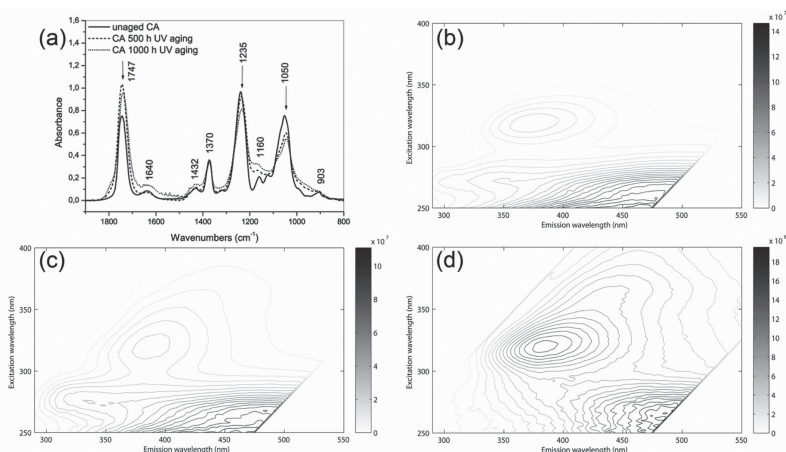 (a)
unaged CA
CA 500 h UV aging
CA 1000 h UV aging
1747
1640
1432
1370
1235
1160
1050
903
1,6
1,4
1,2
1,0
0,8
0,6
0,4
0,2
0,0
Absorbance
1800 1600 1400 1200 1000 800
Wavenumbers (cm-1)
(b)
400
350
300
250
Excitation wavelength (nm)
300 350 400 450 500 550
Emission wavelength (nm)
14
12
10
8
6
4
2
0
(c)
400
350
300
250
Excitation wavelength (nm)
300 350 400 450 500 550
Emission wavelength (nm)
x 10^7
10
8
6
4
2
0
(d)
400
350
300
250
Excitation wavelength (nm)
300 350 400 450 500 550
Emission wavelength (nm)
18
16
14
12
10
8
6
4
2
0